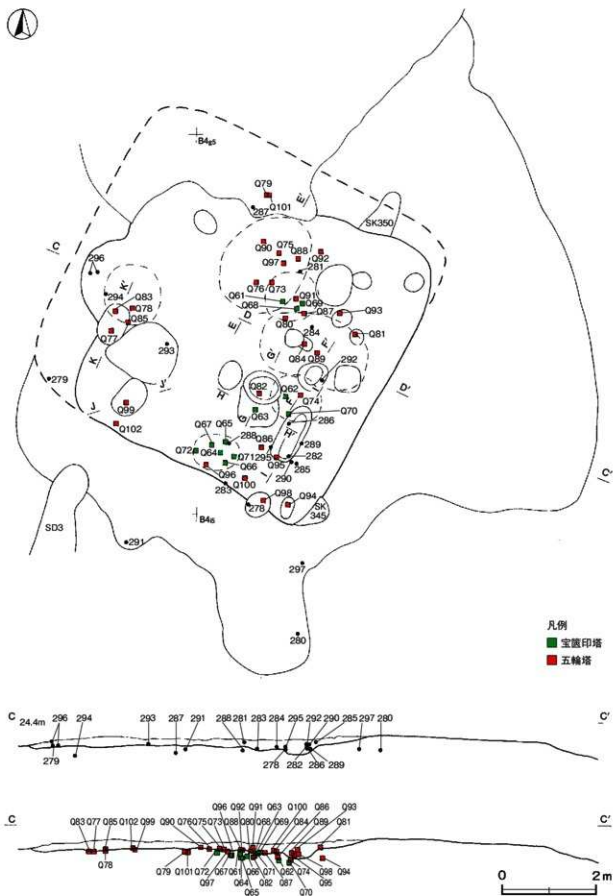 B4g5
Q79
287 Q101
E'
SK350
C
Q90 Q75 Q88 Q92
Q97 281
296
Q76 Q73
294 K' Q83
Q61 Q91
Q78 Q68 Q69
D Q87 Q93
Q85 E Q80
Q77 284 Q81
G' F'
293 Q84 Q89
K 292
279 J' H Q82 Q62 D'
J Q99 Q74
G Q63 F Q70
Q102 286
Q67 Q65 H'
288 Q86 289
Q72 Q64 Q71 295 282
Q66 Q95 285
Q96 I 290
283 Q100
C'
Q98 Q94
278 SK
345
B4i5
SD3
291
297
280
凡例
宝篋印塔
五輪塔
C 24.4m 296 294 293 287 291 288 281 283 284 295 292 290 285 297 280 C'
279 278 282 286 289
Q96 Q92 Q91 Q63 Q100 Q86 Q93
C Q83 Q77 Q85 Q102 Q99 Q90 Q76 Q75 Q73 Q88 Q80 Q68 Q69 Q84 Q89 Q81 C'
Q78 Q79 Q101 Q72 Q67 Q61 Q66 Q71 Q62 Q74 Q98 Q94
Q97 Q64 Q82 Q87 Q95
Q65 Q70
0 2m